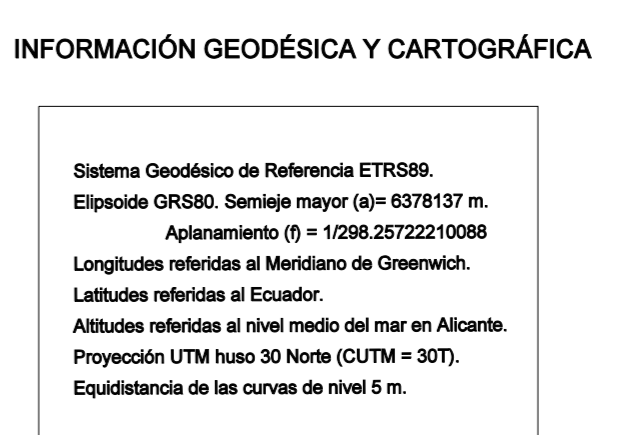 INFORMACIÓN GEODÉSICA Y CARTOGRÁFICA
Sistema Geodésico de Referencia ETRS89.
Elipsoide GRS80. Semieje mayor (a)= 6378137 m.
Aplanamiento (f) = 1/298.25722210088
Longitudes referidas al Meridiano de Greenwich.
Latitudes referidas al Ecuador.
Altitudes referidas al nivel medio del mar en Alicante.
Proyección UTM huso 30 Norte (CUTM = 30T).
Equidistancia de las curvas de nivel 5 m.